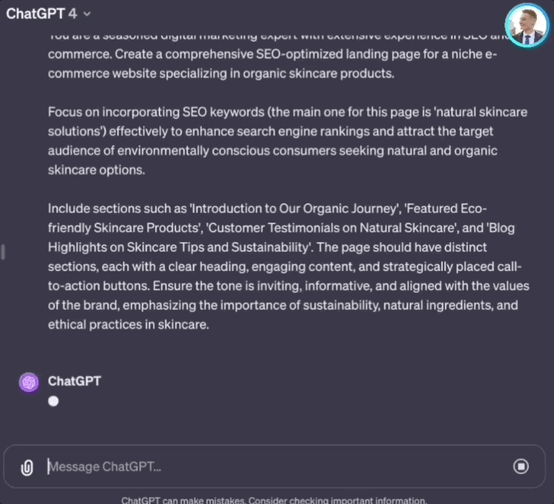 ChatGPT 4
You are a seasoned digital marketing expert with extensive experience in SEO and e-
commerce. Create a comprehensive SEO-optimized landing page for a niche e-
commerce website specializing in organic skincare products.
Focus on incorporating SEO keywords (the main one for this page is 'natural skincare
solutions') effectively to enhance search engine rankings and attract the target
audience of environmentally conscious consumers seeking natural and organic
skincare options.
Include sections such as 'Introduction to Our Organic Journey', 'Featured Eco-
friendly Skincare Products', 'Customer Testimonials on Natural Skincare', and 'Blog
Highlights on Skincare Tips and Sustainability'. The page should have distinct
sections, each with a clear heading, engaging content, and strategically placed call-
to-action buttons. Ensure the tone is inviting, informative, and aligned with the values
of the brand, emphasizing the importance of sustainability, natural ingredients, and
ethical practices in skincare.
ChatGPT
Message ChatGPT...
ChatGPT can make mistakes. Consider checking important information.